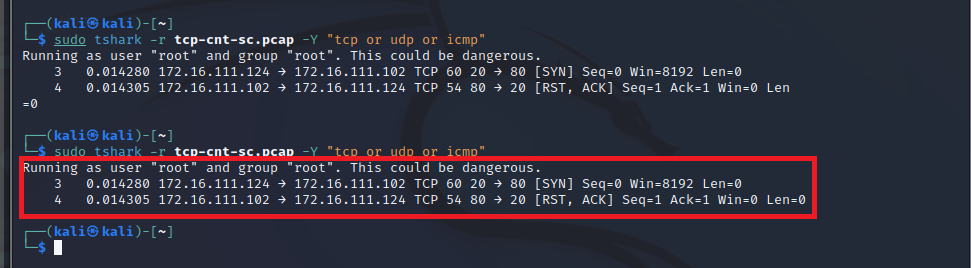 ┌──(kali㉿kali)-[~]
└─$ sudo tshark -r tcp-cnt-sc.pcap -Y "tcp or udp or icmp"
Running as user "root" and group "root". This could be dangerous.
    3   0.014280 172.16.111.124 → 172.16.111.102 TCP 60 20 → 80 [SYN] Seq=0 Win=8192 Len=0
    4   0.014305 172.16.111.102 → 172.16.111.124 TCP 54 80 → 20 [RST, ACK] Seq=1 Ack=1 Win=0 Len
=0
┌──(kali㉿kali)-[~]
└─$ sudo tshark -r tcp-cnt-sc.pcap -Y "tcp or udp or icmp"
Running as user "root" and group "root". This could be dangerous.
    3   0.014280 172.16.111.124 → 172.16.111.102 TCP 60 20 → 80 [SYN] Seq=0 Win=8192 Len=0
    4   0.014305 172.16.111.102 → 172.16.111.124 TCP 54 80 → 20 [RST, ACK] Seq=1 Ack=1 Win=0 Len=0
┌──(kali㉿kali)-[~]
└─$